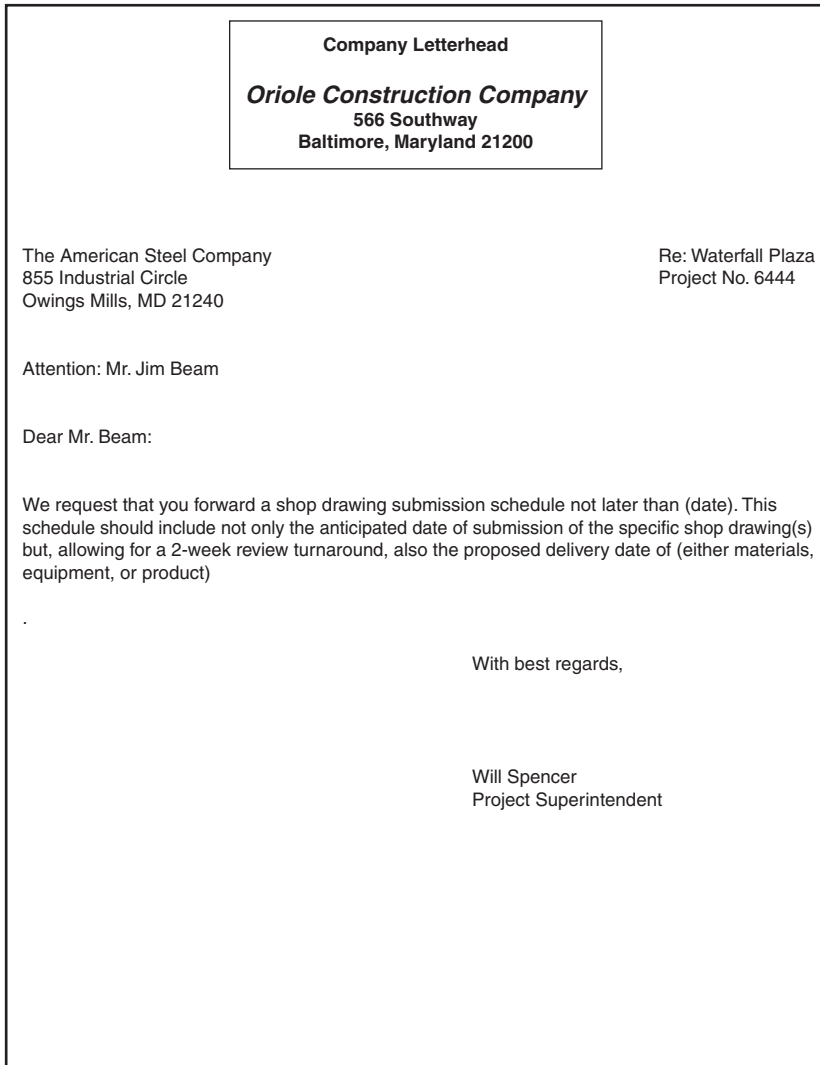 Company Letterhead
Oriole Construction Company
566 Southway
Baltimore, Maryland 21200
The American Steel Company
855 Industrial Circle
Owings Mills, MD 21240
Re: Waterfall Plaza
Project No. 6444
Attention: Mr. Jim Beam
Dear Mr. Beam:
We request that you forward a shop drawing submission schedule not later than (date). This
schedule should include not only the anticipated date of submission of the specific shop drawing(s)
but, allowing for a 2-week review turnaround, also the proposed delivery date of (either materials,
equipment, or product)
.
With best regards,
Will Spencer
Project Superintendent